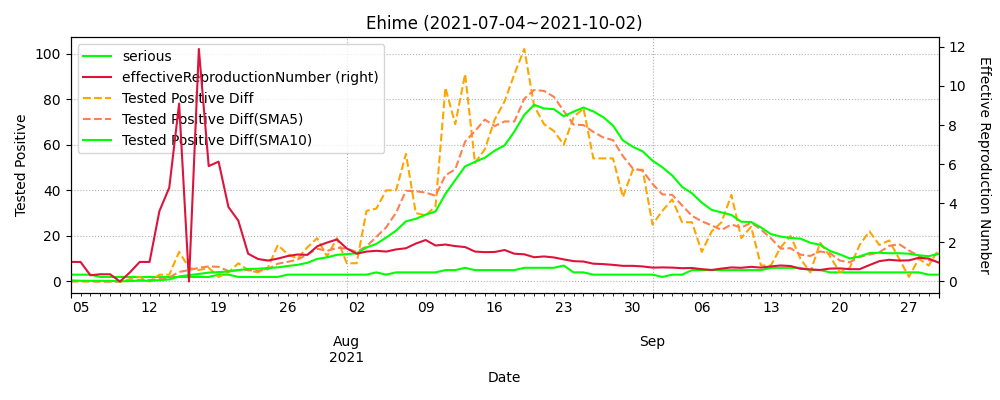 Ehime (2021-07-04~2021-10-02)
serious
effectiveReproductionNumber (right)
Tested Positive Diff
Tested Positive Diff(SMA5)
Tested Positive Diff(SMA10)
Tested Positive
100
80
60
40
20
0
12
10
8
6
4
2
0
Effective Reproduction Number
05 12 19 26 02 09 16 23 30 06 13 20 27
Aug Sep
2021
Date